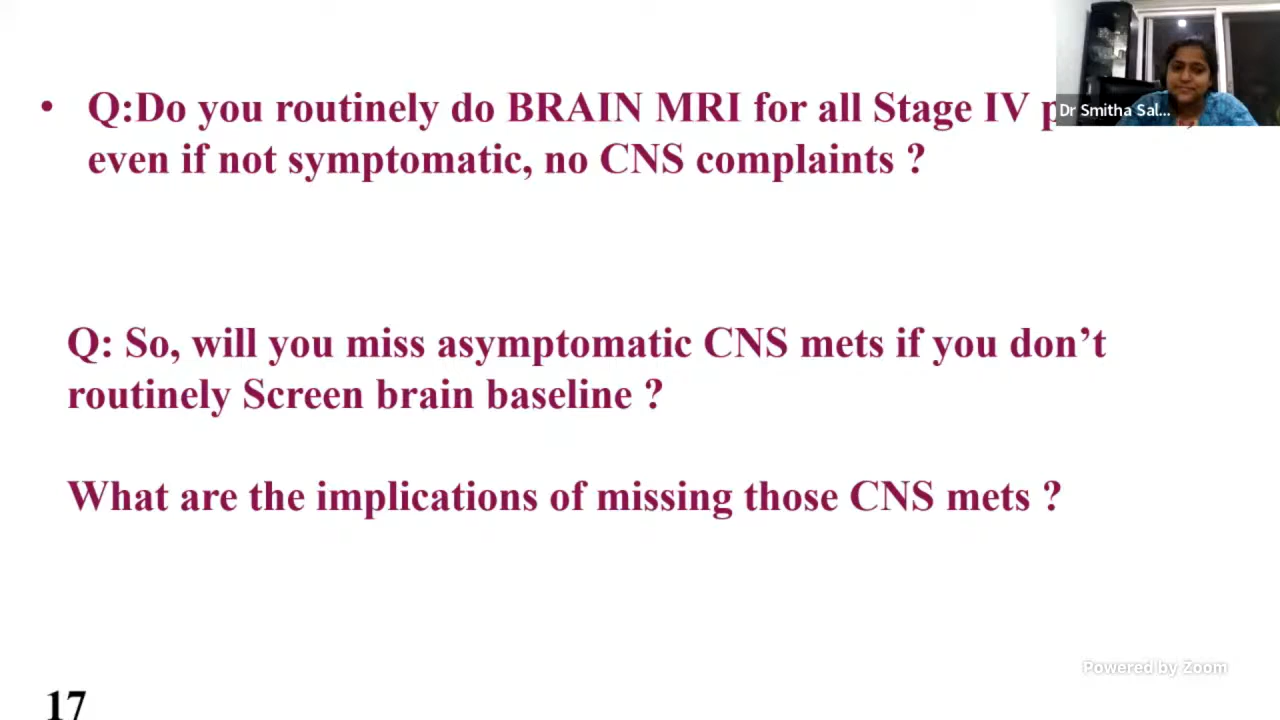 • Q:Do you routinely do BRAIN MRI for all Stage IV
even if not symptomatic, no CNS complaints ?
Dr Smitha Sal...
Q: So, will you miss asymptomatic CNS mets if you don’t
routinely Screen brain baseline ?
What are the implications of missing those CNS mets ?
Powered by Zoom
17